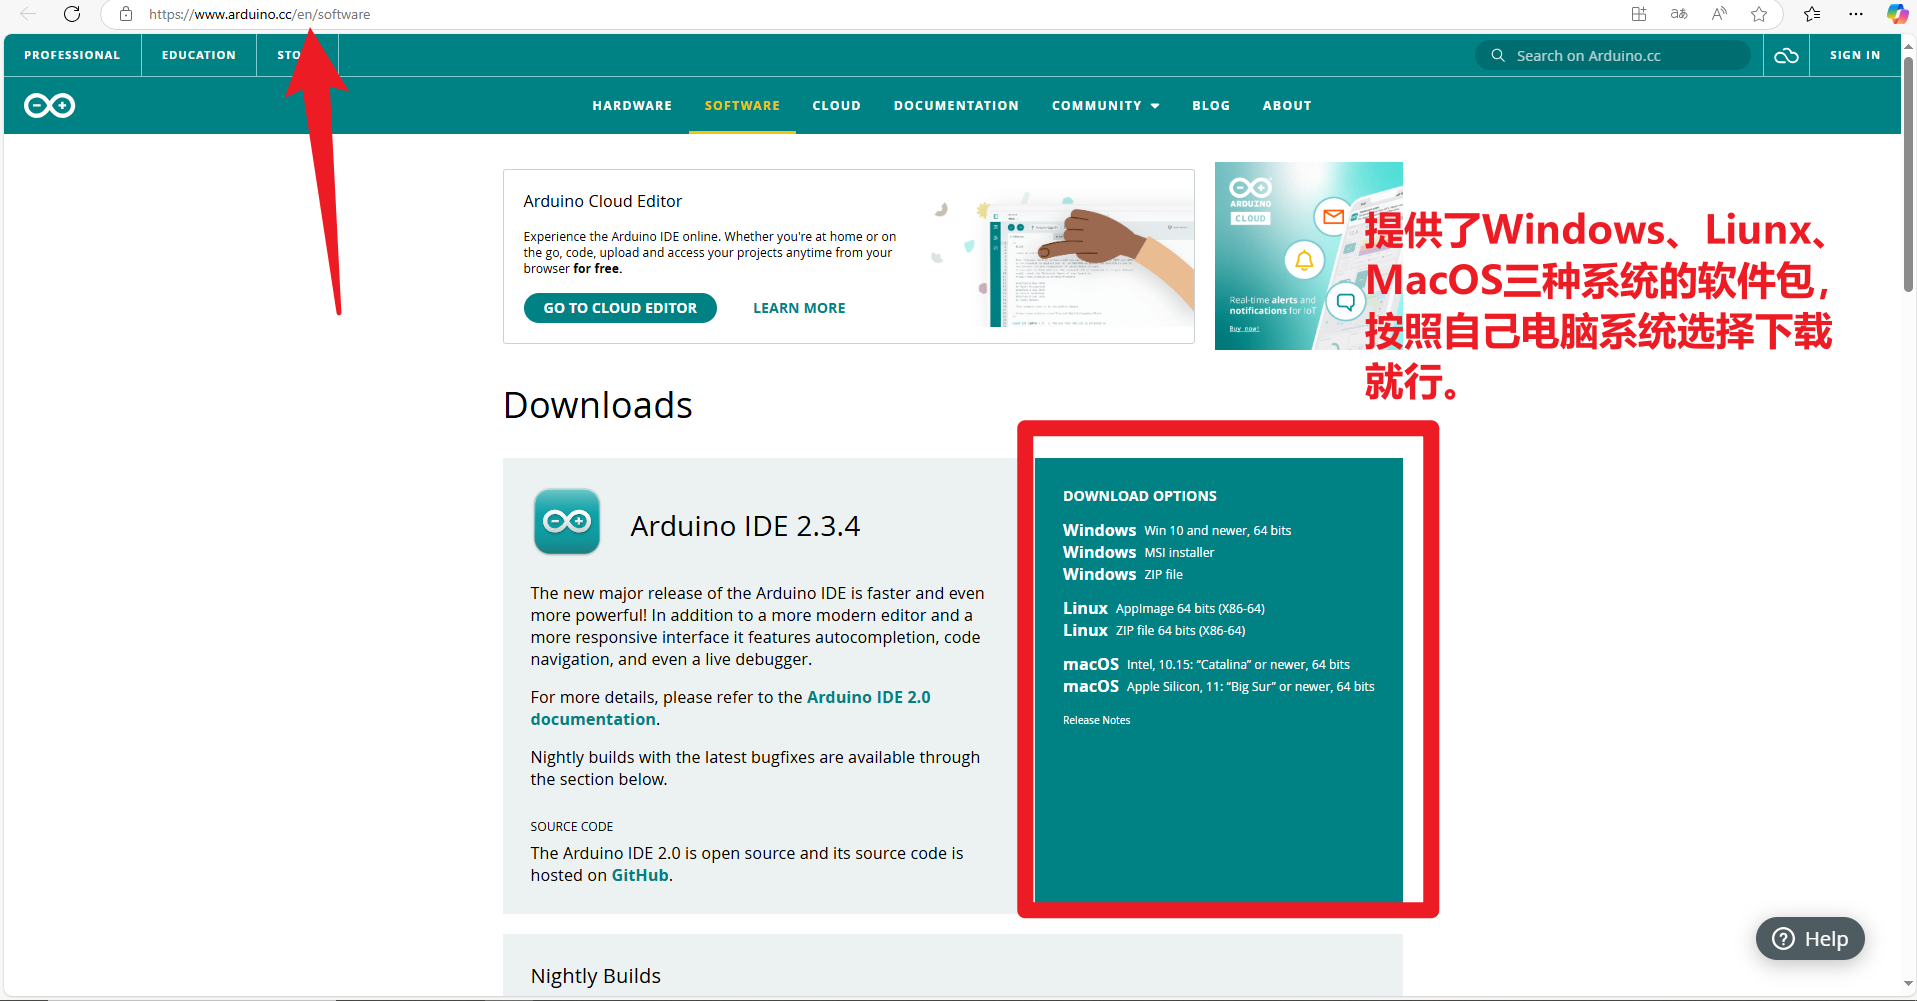 https://www.arduino.cc/en/software
PROFESSIONAL
EDUCATION
STO
Search on Arduino.cc
SIGN IN
HARDWARE
SOFTWARE
CLOUD
DOCUMENTATION
COMMUNITY
BLOG
ABOUT
Arduino Cloud Editor
Experience the Arduino IDE online. Whether you're at home or on
the go, code, upload and access your projects anytime from your
browser for free.
GO TO CLOUD EDITOR
LEARN MORE
ARDUINO
CLOUD
Real-time alerts and
notifications for IoT
Buy now!
提供了Windows、Liunx、
MacOS三种系统的软件包，
按照自己电脑系统选择下载
就行。
Downloads
Arduino IDE 2.3.4
The new major release of the Arduino IDE is faster and even
more powerful! In addition to a more modern editor and a
more responsive interface it features autocompletion, code
navigation, and even a live debugger.
For more details, please refer to the Arduino IDE 2.0
documentation.
Nightly builds with the latest bugfixes are available through
the section below.
SOURCE CODE
The Arduino IDE 2.0 is open source and its source code is
hosted on GitHub.
DOWNLOAD OPTIONS
Windows Win 10 and newer, 64 bits
Windows MSI installer
Windows ZIP file
Linux AppImage 64 bits (X86-64)
Linux ZIP file 64 bits (X86-64)
macOS Intel, 10.15: “Catalina” or newer, 64 bits
macOS Apple Silicon, 11: “Big Sur” or newer, 64 bits
Release Notes
Help
Nightly Builds